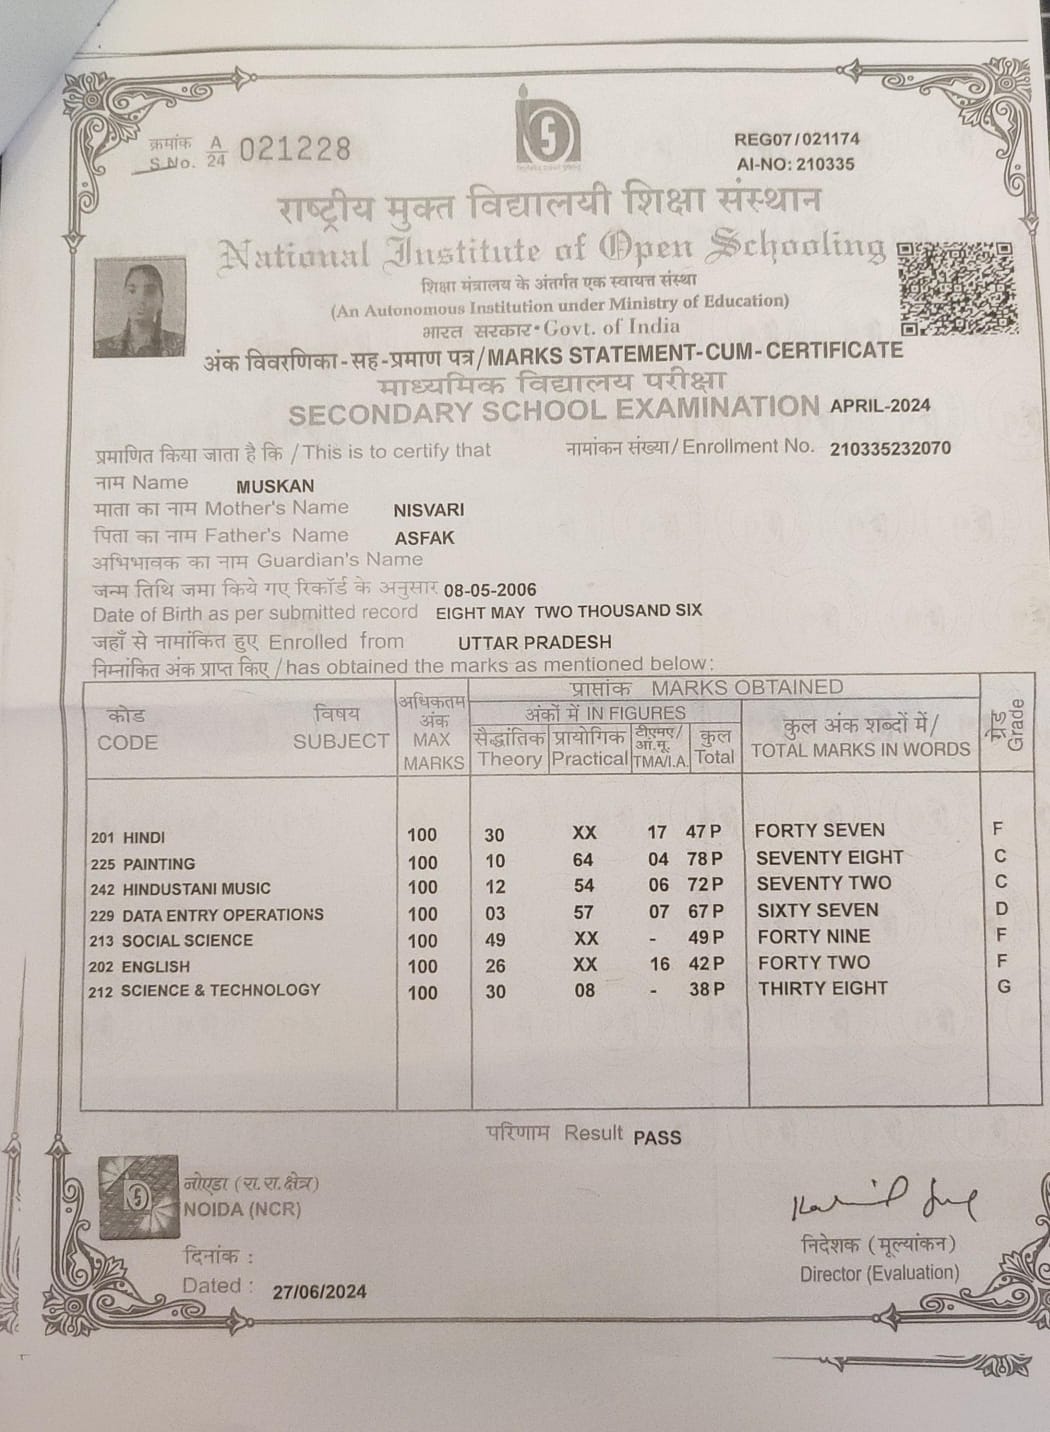 क्रमांक A 021228
S.No. 24
REG07/021174
AI-NO: 210335
राष्ट्रीय मुक्त विद्यालयी शिक्षा संस्थान
National Institute of Open Schooling
शिक्षा मंत्रालय के अंतर्गत एक स्वायत्त संस्था
(An Autonomous Institution under Ministry of Education)
भारत सरकार•Govt. of India
अंक विवरणिका-सह-प्रमाण पत्र/MARKS STATEMENT-CUM-CERTIFICATE
माध्यमिक विद्यालय परीक्षा
SECONDARY SCHOOL EXAMINATION APRIL-2024
प्रमाणित किया जाता है कि / This is to certify that नामांकन संख्या/ Enrollment No. 210335232070
नाम Name MUSKAN
माता का नाम Mother's Name NISVARI
पिता का नाम Father's Name ASFAK
अभिभावक का नाम Guardian's Name
जन्म तिथि जमा किये गए रिकॉर्ड के अनुसार 08-05-2006
Date of Birth as per submitted record EIGHT MAY TWO THOUSAND SIX
जहाँ से नामांकित हुए Enrolled from UTTAR PRADESH
निम्नांकित अंक प्राप्त किए / has obtained the marks as mentioned below:
कोड CODE विषय SUBJECT अधिकतम अंक MAX MARKS प्राप्तांक MARKS OBTAINED ग्रेड Grade
अंकों में IN FIGURES कुल अंक शब्दों में/ TOTAL MARKS IN WORDS
सैद्धांतिक Theory प्रायोगिक Practical टीएमए/ आ.मू. TMA/I.A. कुल Total
201 HINDI 100 30 XX 17 47 P FORTY SEVEN F
225 PAINTING 100 10 64 04 78 P SEVENTY EIGHT C
242 HINDUSTANI MUSIC 100 12 54 06 72 P SEVENTY TWO C
229 DATA ENTRY OPERATIONS 100 03 57 07 67 P SIXTY SEVEN D
213 SOCIAL SCIENCE 100 49 XX - 49 P FORTY NINE F
202 ENGLISH 100 26 XX 16 42 P FORTY TWO F
212 SCIENCE & TECHNOLOGY 100 30 08 - 38 P THIRTY EIGHT G
परिणाम Result PASS
नोएडा (रा.रा.क्षेत्र)
NOIDA (NCR)
दिनांक :
Dated : 27/06/2024
निदेशक (मूल्यांकन)
Director (Evaluation)